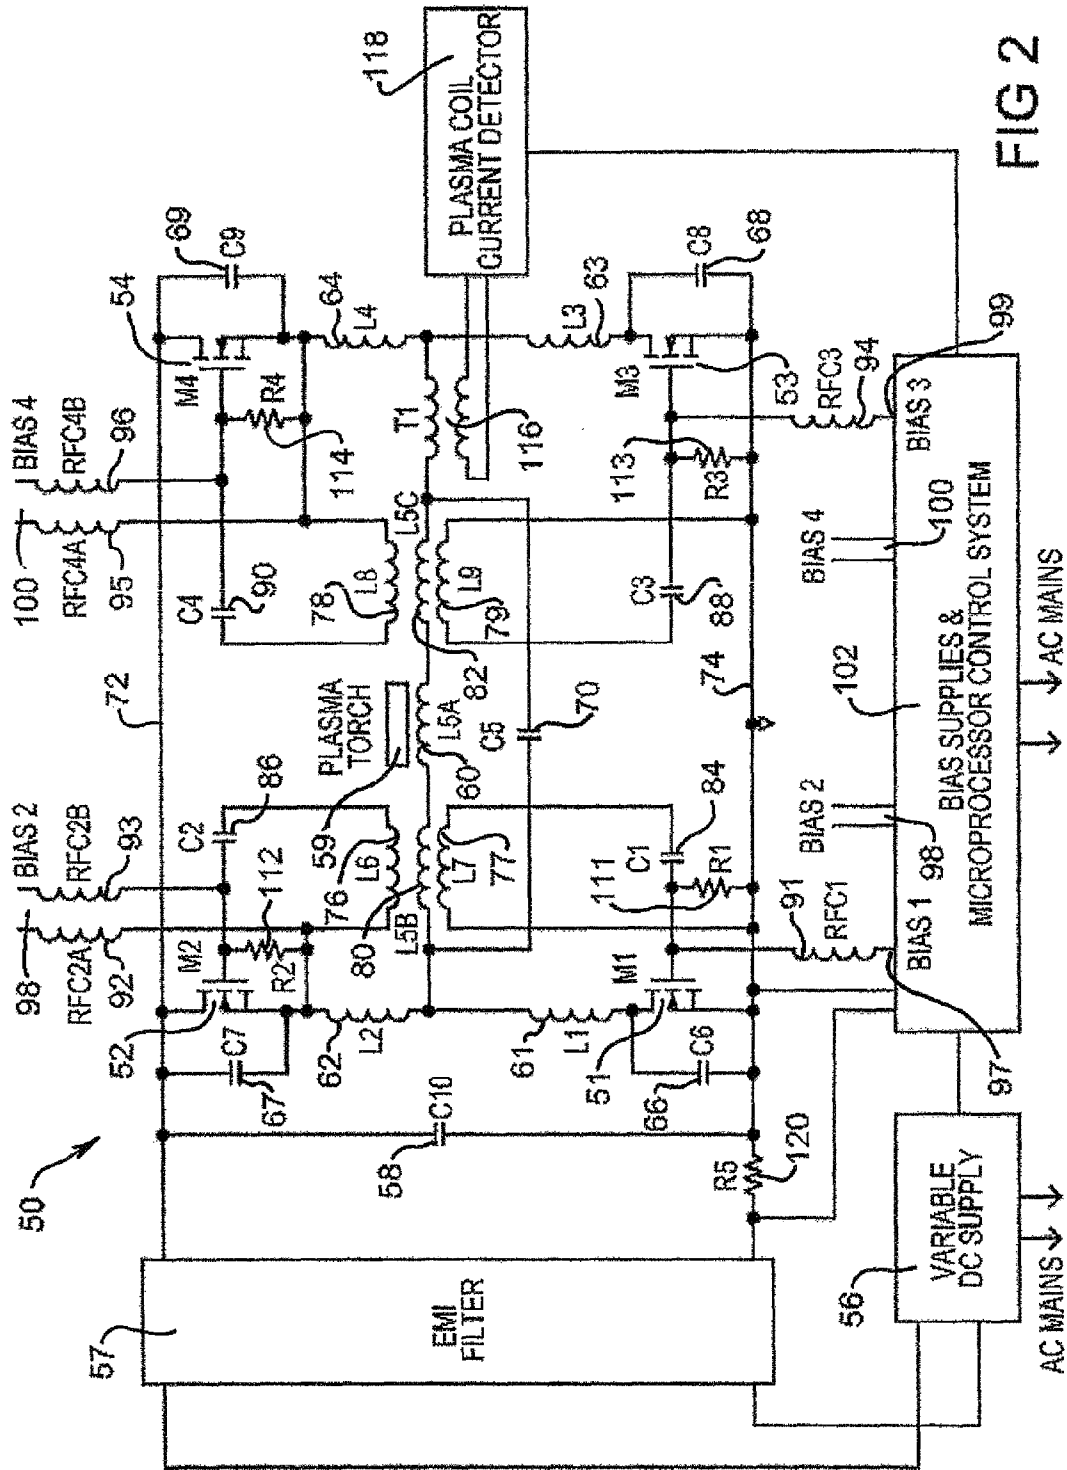 50
98
RFC2A
92
BIAS 2
RFC2B
93
100
RFC4A
95
BIAS 4
RFC4B
96
72
52
M2
C2
86
C4
90
M4
54
69
C9
C7
67
R2
112
R4
114
62
L2
76
L6
59
PLASMA
TORCH
78
L8
64
L4
118
PLASMA COIL
CURRENT DETECTOR
58
C10
80
L5B
60
L5A
82
L5C
T1
116
57
EMI
FILTER
L7
77
L9
79
61
L1
C5
70
L3
63
51
M1
111
C1
84
C3
88
113
M3
53
66
C6
R1
R3
C8
68
R5
120
74
91
RFC1
RFC3
94
97
BIAS 1
98
BIAS 2
102
BIAS 4
100
BIAS 3
99
56
VARIABLE
DC SUPPLY
BIAS SUPPLIES &
MICROPROCESSOR CONTROL SYSTEM
AC MAINS
AC MAINS
FIG 2